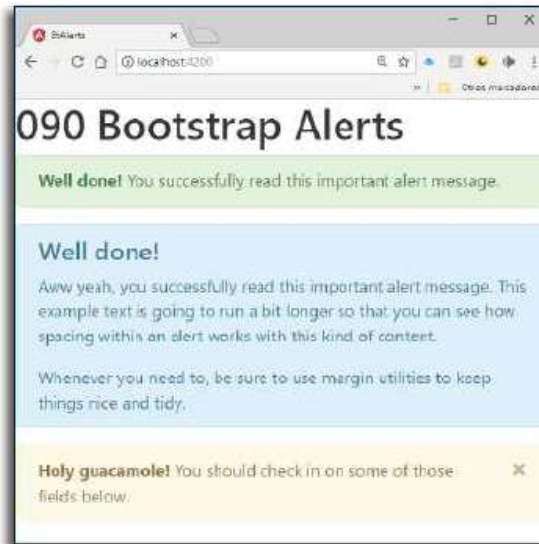 BsAlerts
localhost:4200
Otros marcadores
090 Bootstrap Alerts
Well done! You successfully read this important alert message.
Well done!
Aww yeah, you successfully read this important alert message. This
example text is going to run a bit longer so that you can see how
spacing within an alert works with this kind of content.
Whenever you need to, be sure to use margin utilities to keep
things nice and tidy.
Holy guacamole! You should check in on some of those
fields below.